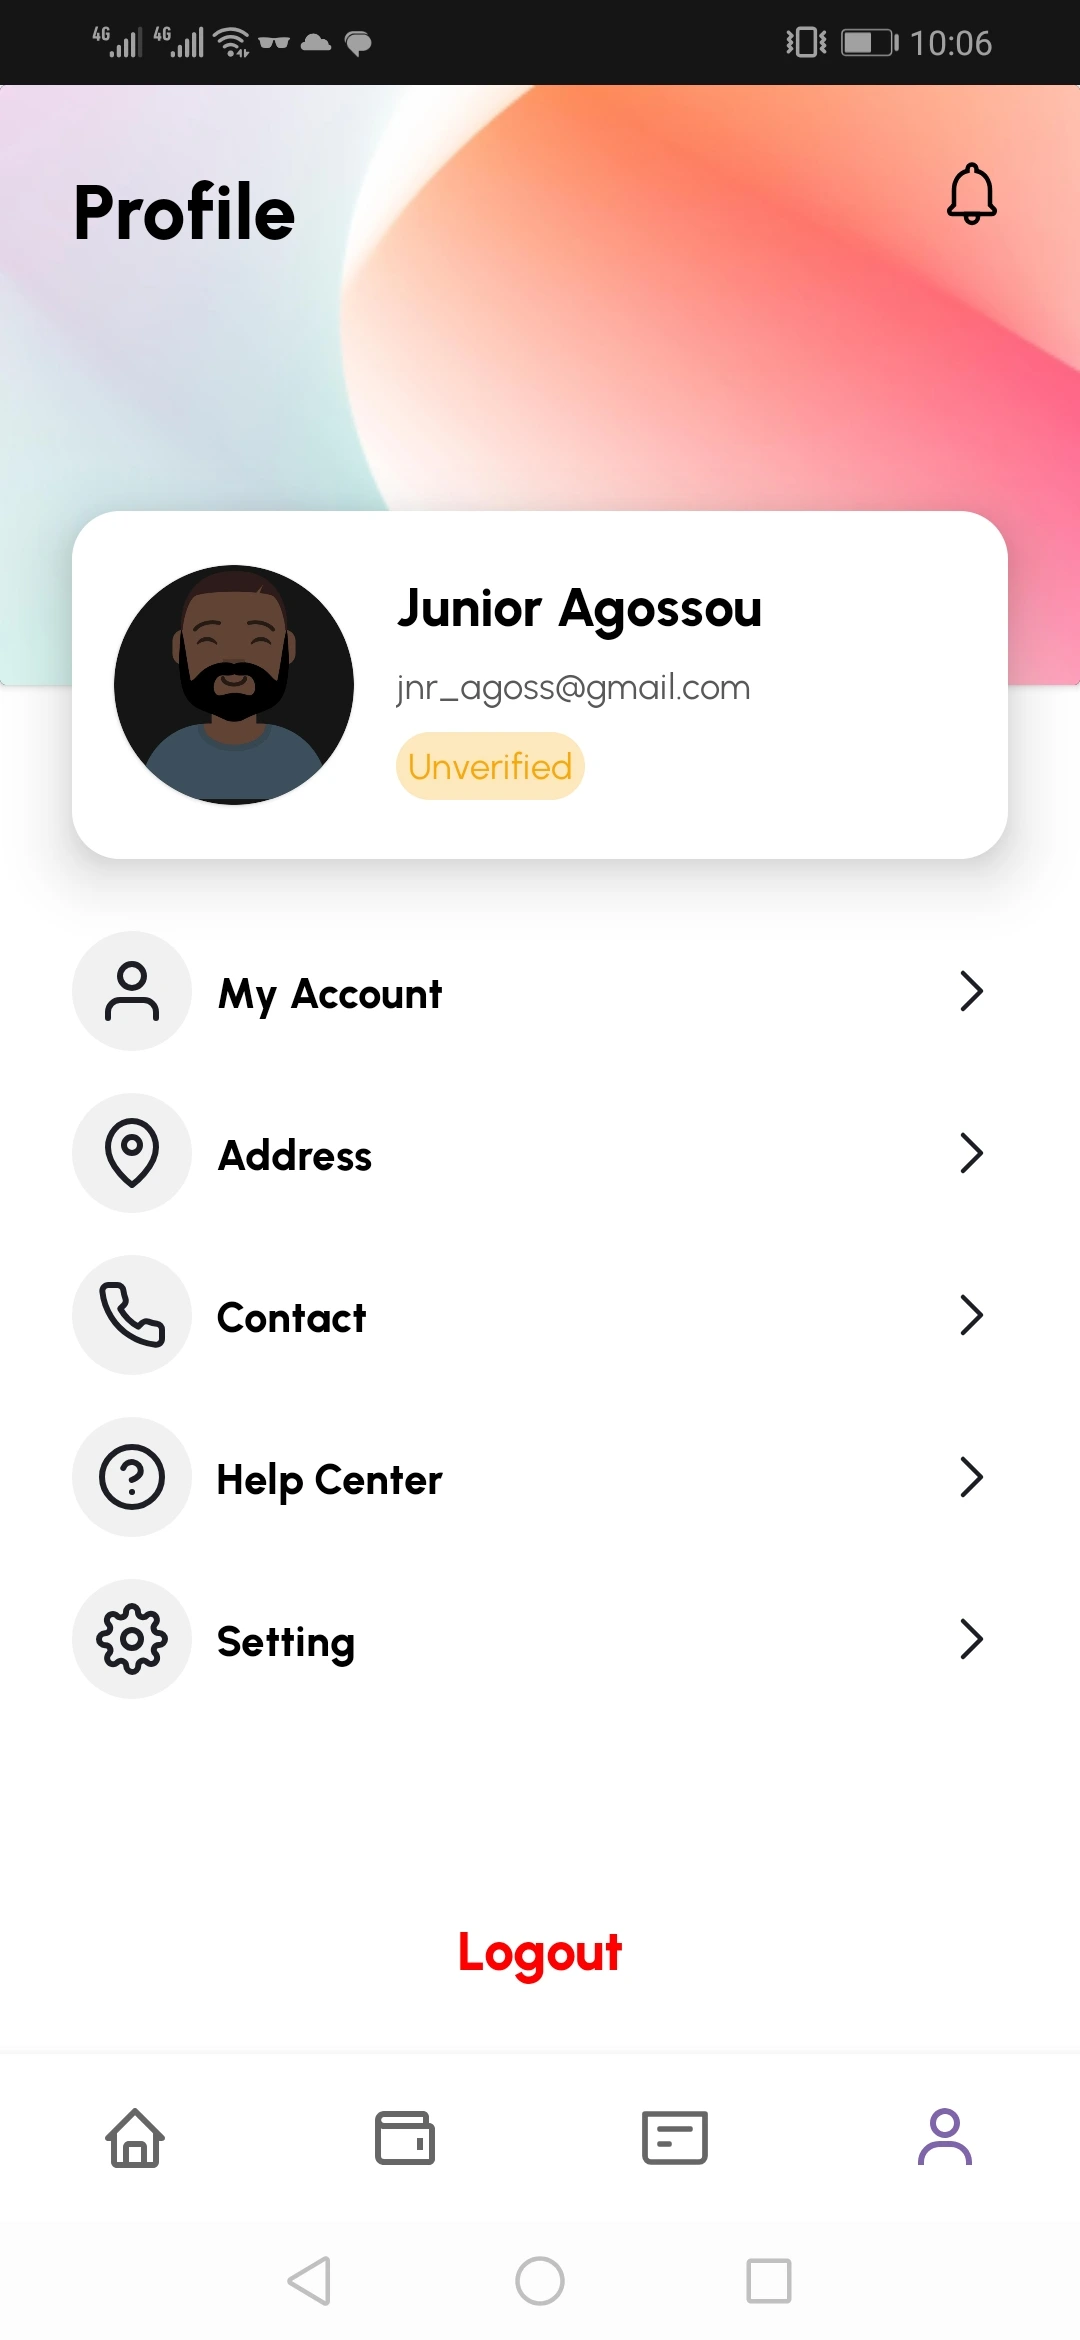 4G 4G 10:06
Profile
Junior Agossou
jnr_agoss@gmail.com
Unverified
My Account
Address
Contact
Help Center
Setting
Logout